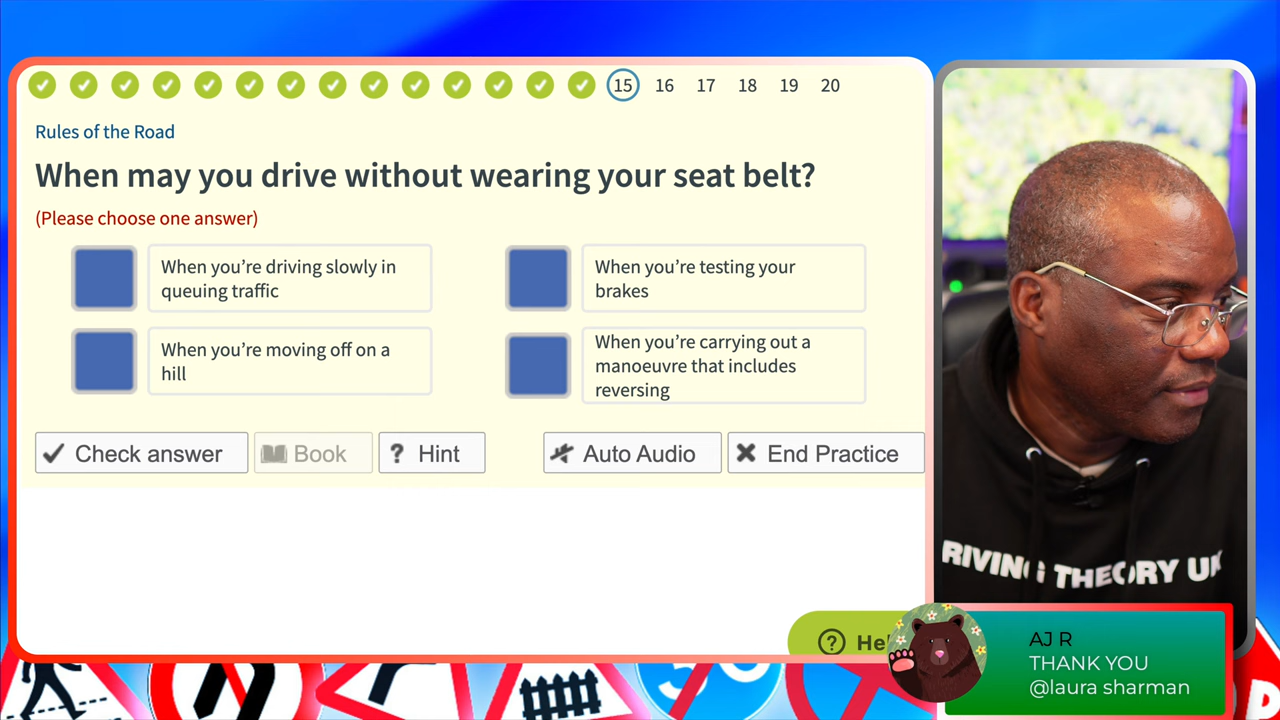 15 16 17 18 19 20
Rules of the Road
When may you drive without wearing your seat belt?
(Please choose one answer)
When you’re driving slowly in
queuing traffic
When you’re testing your
brakes
When you’re moving off on a
hill
When you’re carrying out a
manoeuvre that includes
reversing
Check answer
Book
? Hint
Auto Audio
End Practice
RIVING THEORY UK
? Hel
AJ R
THANK YOU
@laura sharman